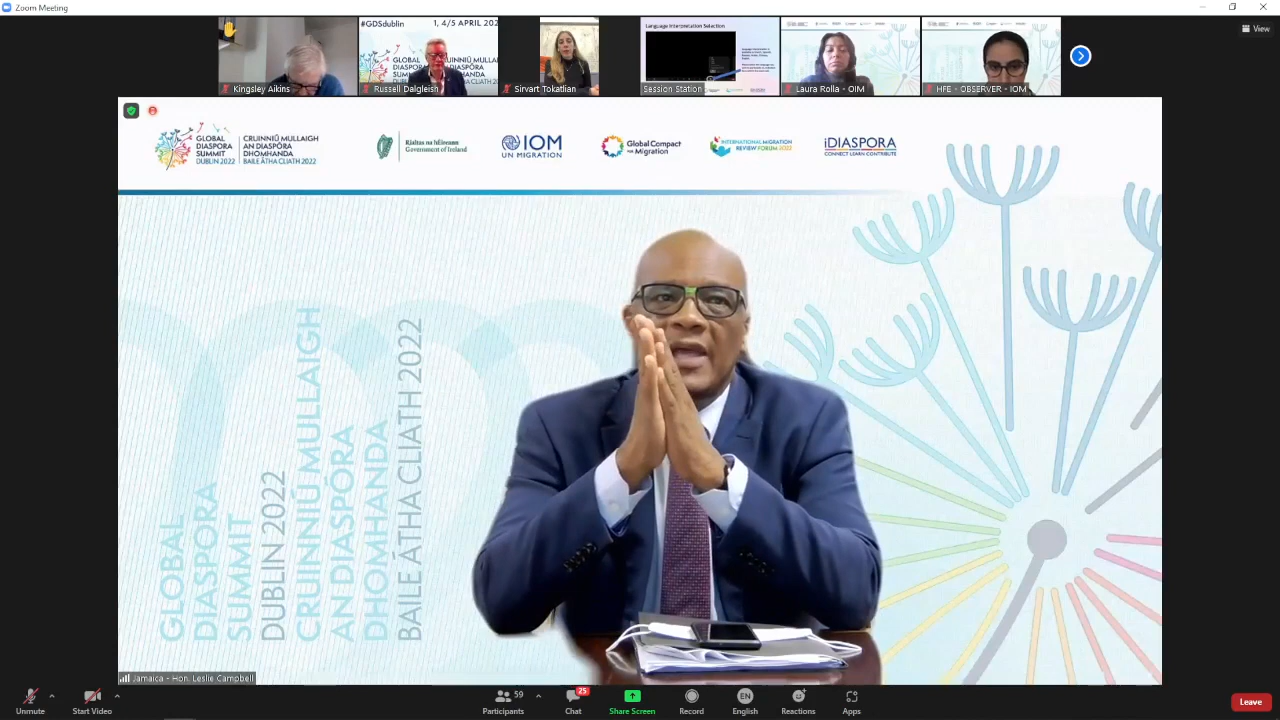 Zoom Meeting
View
#GDSdublin
1, 4/5 APRIL 202
GLOBAL
Language Interpretation Selection
Kingsley Aikins
Russell Dalgleish
Sirvart Tokatlian
Session Station
Laura Rolla - OIM
HFE - OBSERVER - IOM
GLOBAL
DIASPORA
SUMMIT
DUBLIN 2022
CRUINNIÚ MULLAIGH
AN DIASPÓRA
DHOMHANDA
BAILE ÁTHA CLIATH 2022
Rialtas na hÉireann
Government of Ireland
IOM
UN MIGRATION
Global Compact
FOR Migration
INTERNATIONAL MIGRATION
REVIEW FORUM 2022
iDIASPORA
CONNECT LEARN CONTRIBUTE
GLOBAL
DIASPORA
SUMMIT
DUBLIN 2022
CRUINNIÚ MULLAIGH
AN DIASPÓRA
DHOMHANDA
BAILE ÁTHA CLIATH 2022
Jamaica - Hon. Leslie Campbell
Unmute
Start Video
59
Participants
25
Chat
Share Screen
Record
EN
English
Reactions
Apps
Leave